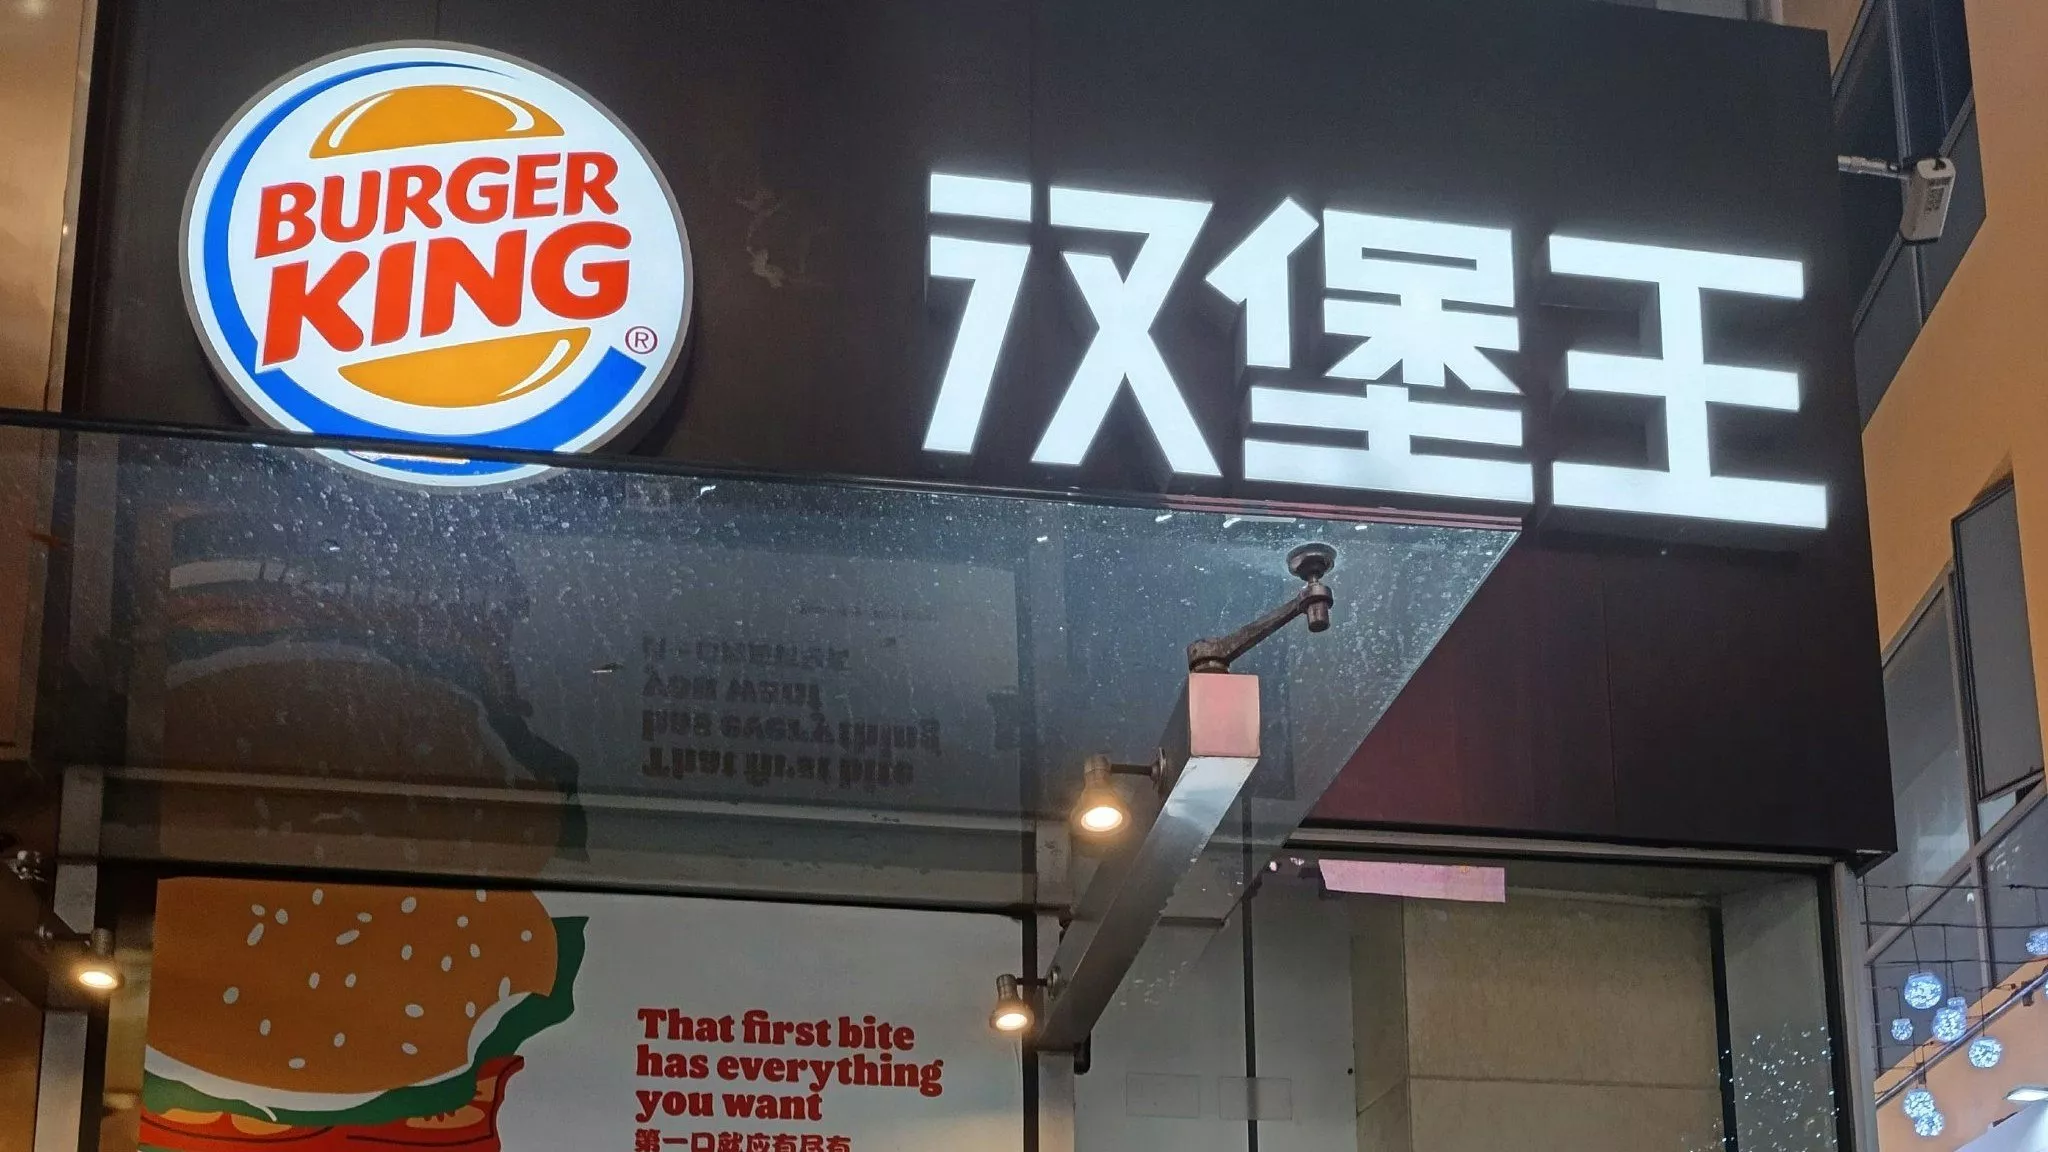 BURGER
KING
®
汉堡王
That first bite
has everything
you want
第一口就应有尽有